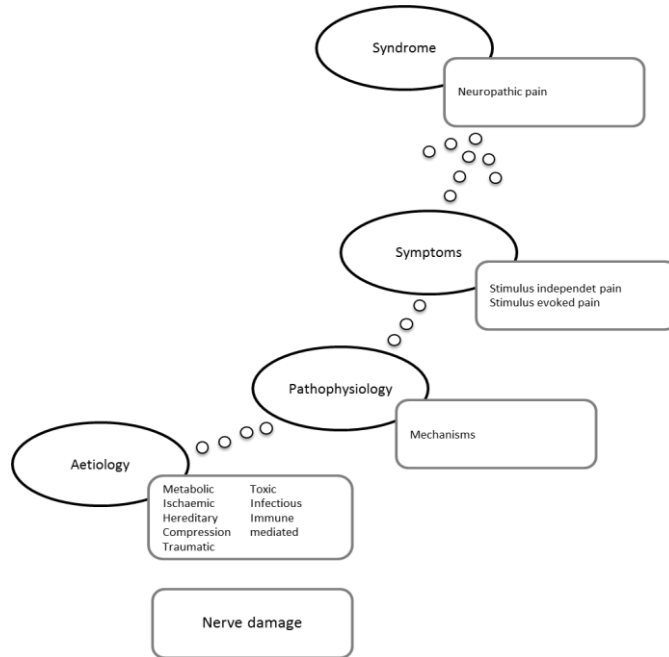 Syndrome
Neuropathic pain
Symptoms
Stimulus independet pain
Stimulus evoked pain
Pathophysiology
Mechanisms
Aetiology
Metabolic Toxic
Ischaemic Infectious
Hereditary Immune
Compression mediated
Traumatic
Nerve damage